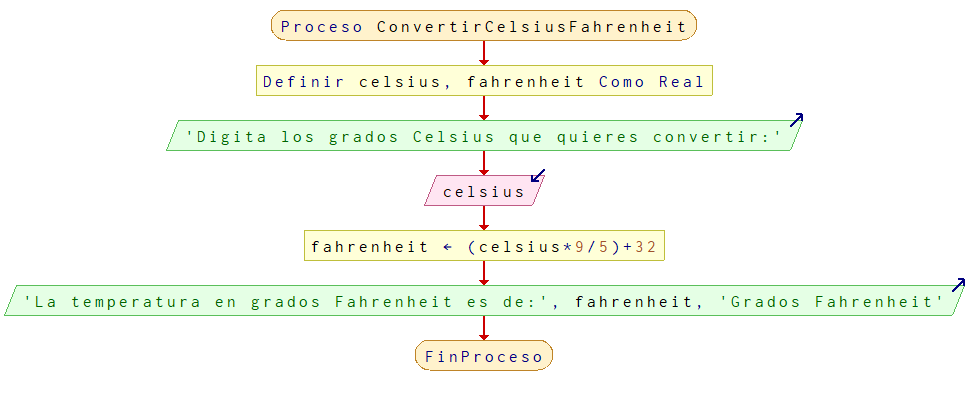 Proceso ConvertirCelsiusFahrenheit
Definir celsius, fahrenheit Como Real
'Digita los grados Celsius que quieres convertir:'
celsius
fahrenheit ← (celsius*9/5)+32
'La temperatura en grados Fahrenheit es de:', fahrenheit, 'Grados Fahrenheit'
FinProceso